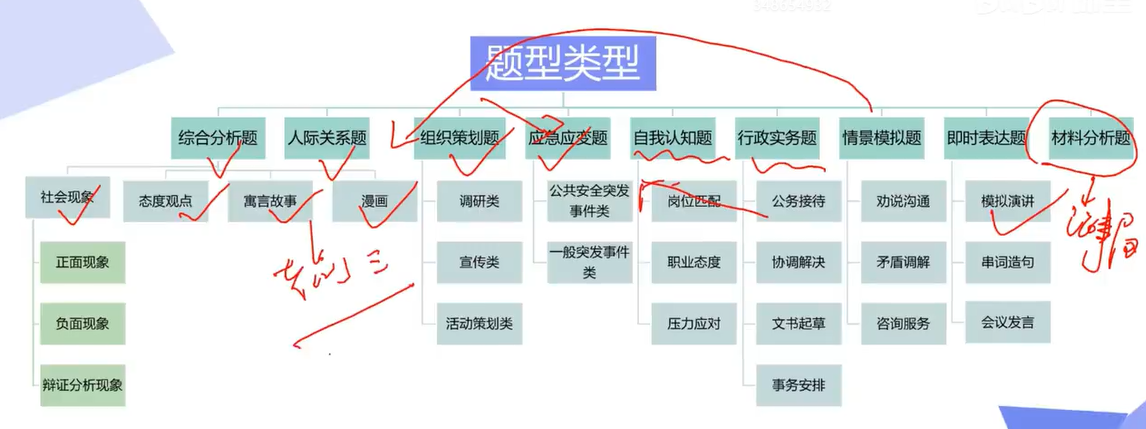 题型类型
综合分析题 人际关系题 组织策划题 应急应变题 自我认知题 行政实务题 情景模拟题 即时表达题 材料分析题
社会现象 态度观点 寓言故事 漫画 调研类 公共安全突发事件类 岗位匹配 公务接待 劝说沟通 模拟演讲
正面现象 宣传类 一般突发事件类 职业态度 协调解决 矛盾调解 串词造句
负面现象 活动策划类 压力应对 文书起草 咨询服务 会议发言
辩证分析现象 事务安排